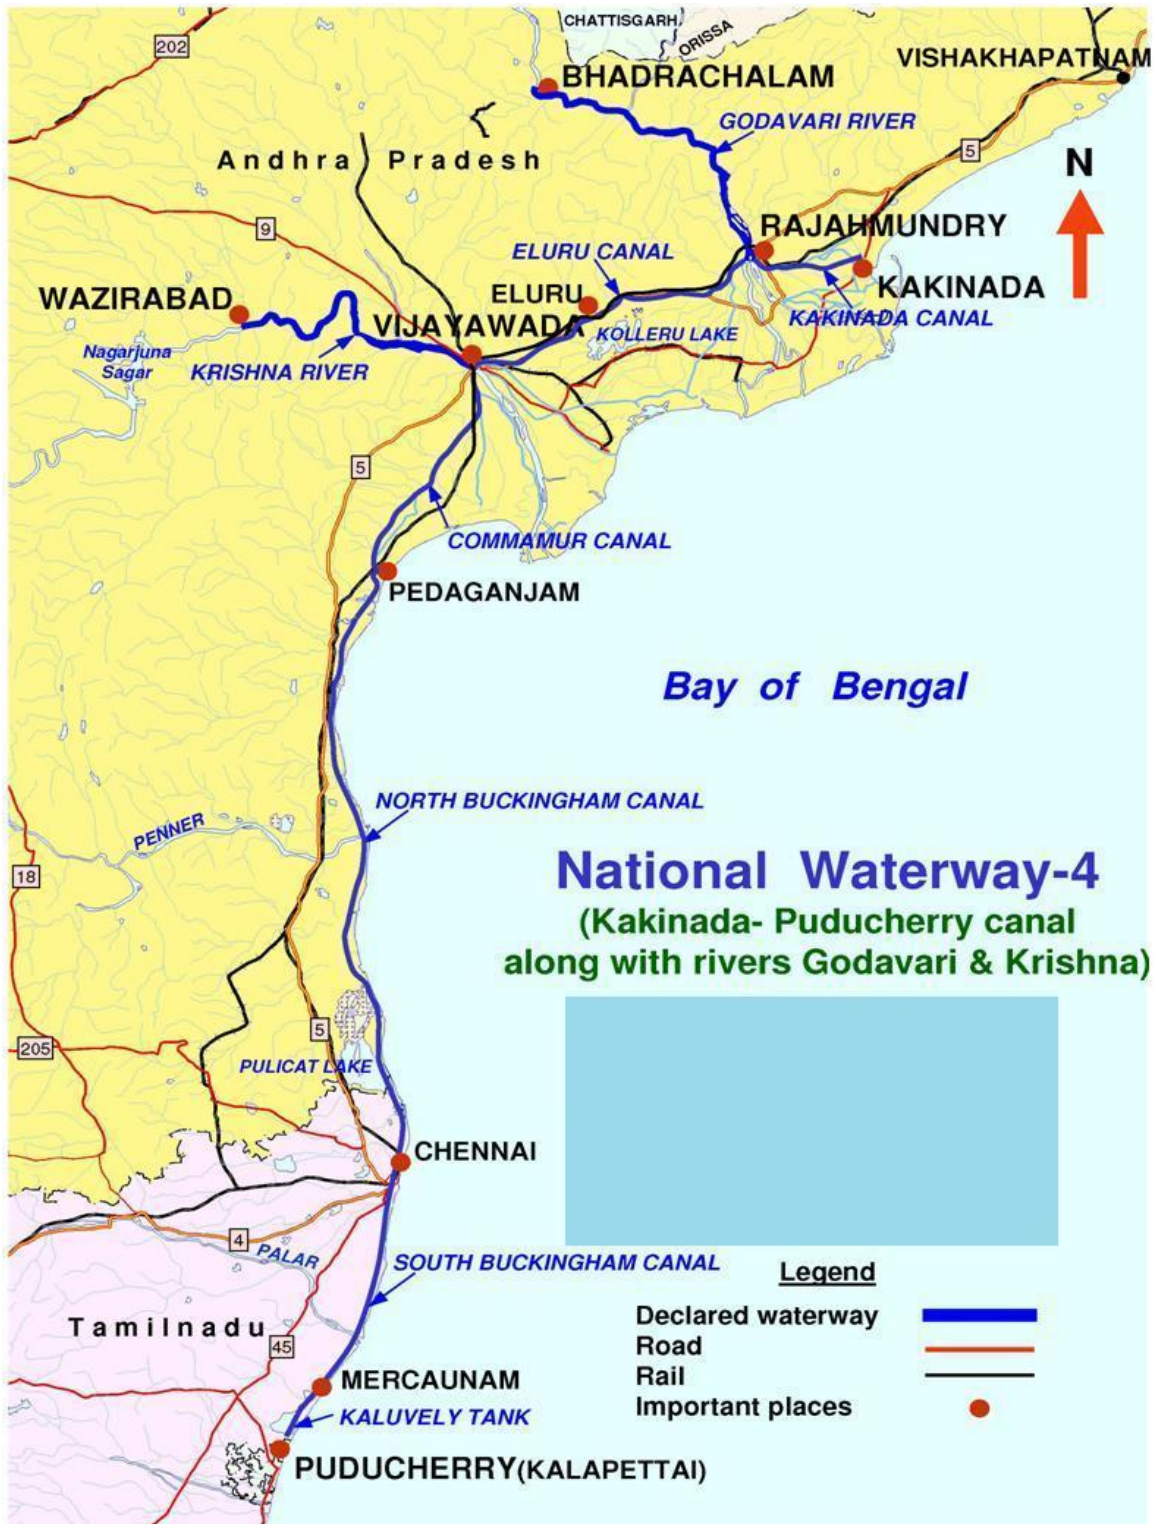 CHATTISGARH
ORISSA
202
VISHAKHAPATNAM
BHADRACHALAM
GODAVARI RIVER
Andhra Pradesh
5
N
9
RAJAHMUNDRY
ELURU CANAL
WAZIRABAD
ELURU
KAKINADA
VIJAYAWADA
KOLLERU LAKE
KAKINADA CANAL
Nagarjuna
Sagar
KRISHNA RIVER
5
COMMAMUR CANAL
PEDAGANJAM
Bay of Bengal
NORTH BUCKINGHAM CANAL
PENNER
18
National Waterway-4
(Kakinada- Puducherry canal
along with rivers Godavari & Krishna)
5
205
PULICAT LAKE
CHENNAI
4
PALAR
SOUTH BUCKINGHAM CANAL
Legend
Declared waterway
Road
Rail
Important places
Tamilnadu
45
MERCAUNAM
KALUVELY TANK
PUDUCHERRY(KALAPETTAI)